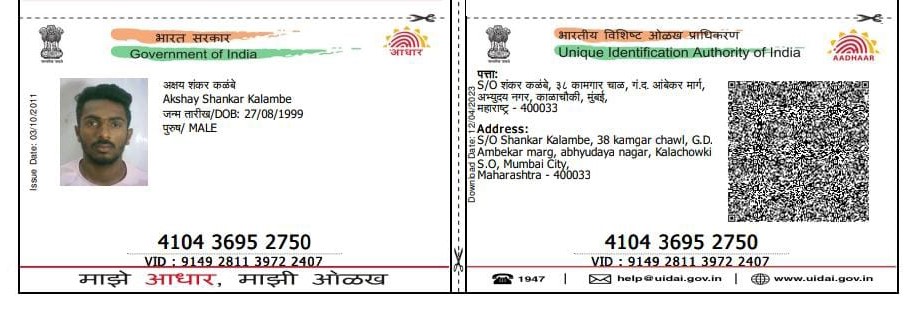 भारत सरकार
Government of India
आधार
Issue Date: 03/10/2011
अक्षय शंकर कळंबे
Akshay Shankar Kalambe
जन्म तारीख/DOB: 27/08/1999
पुरुष/ MALE
4104 3695 2750
VID : 9149 2811 3972 2407
माझे आधार, माझी ओळख
भारतीय विशिष्ट ओळख प्राधिकरण
Unique Identification Authority of India
AADHAAR
Download Date: 12/04/2023
पत्ता:
S/O शंकर कळंबे, ३८ कामगार चाळ, गं.द. आंबेकर मार्ग,
अभ्युदय नगर, काळाचौकी, मुंबई,
महाराष्ट्र - 400033
Address:
S/O Shankar Kalambe, 38 kamgar chawl, G.D.
Ambekar marg, abhyudaya nagar, Kalachowki
S.O, Mumbai City,
Maharashtra - 400033
4104 3695 2750
VID : 9149 2811 3972 2407
1947 | help@uidai.gov.in | www.uidai.gov.in